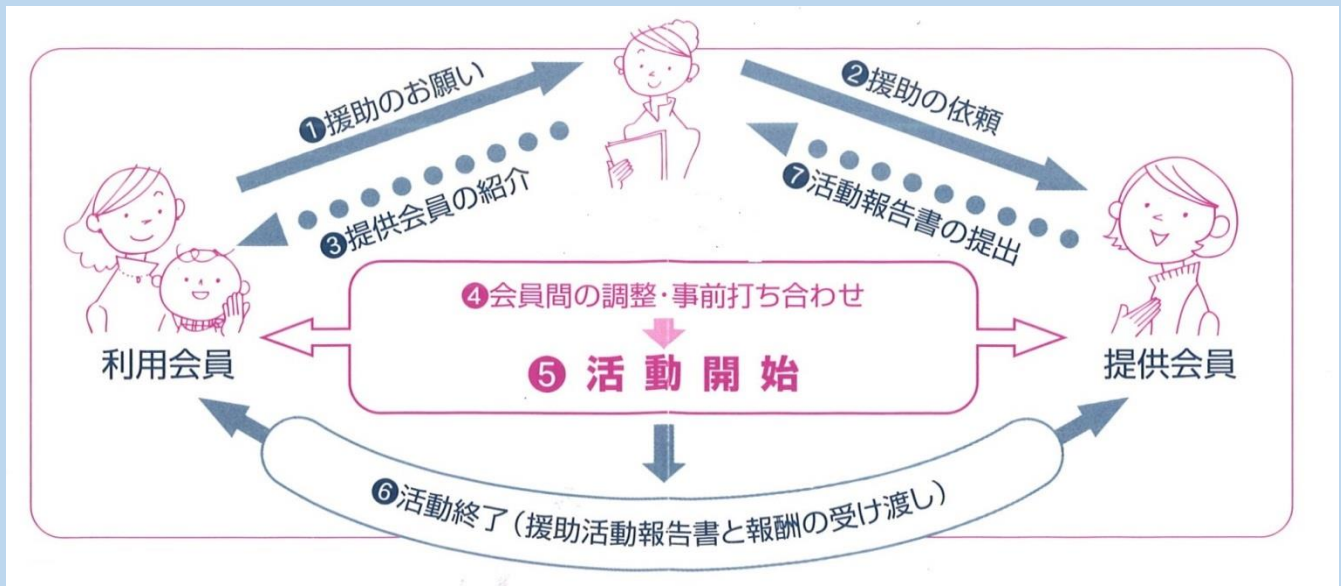 ❶援助のお願い
❷援助の依頼
❸提供会員の紹介
❼活動報告書の提出
❹会員間の調整・事前打ち合わせ
❺活動開始
利用会員
提供会員
❻活動終了(援助活動報告書と報酬の受け渡し)